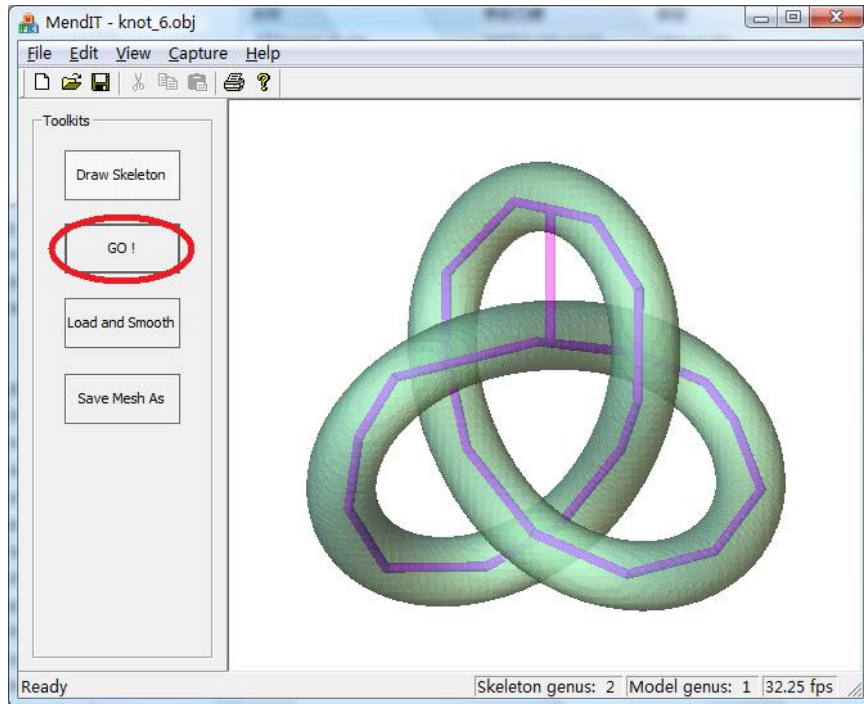 MendIT - knot_6.obj
File Edit View Capture Help
Toolkits
Draw Skeleton
GO !
Load and Smooth
Save Mesh As
Ready
Skeleton genus: 2 Model genus: 1 32.25 fps